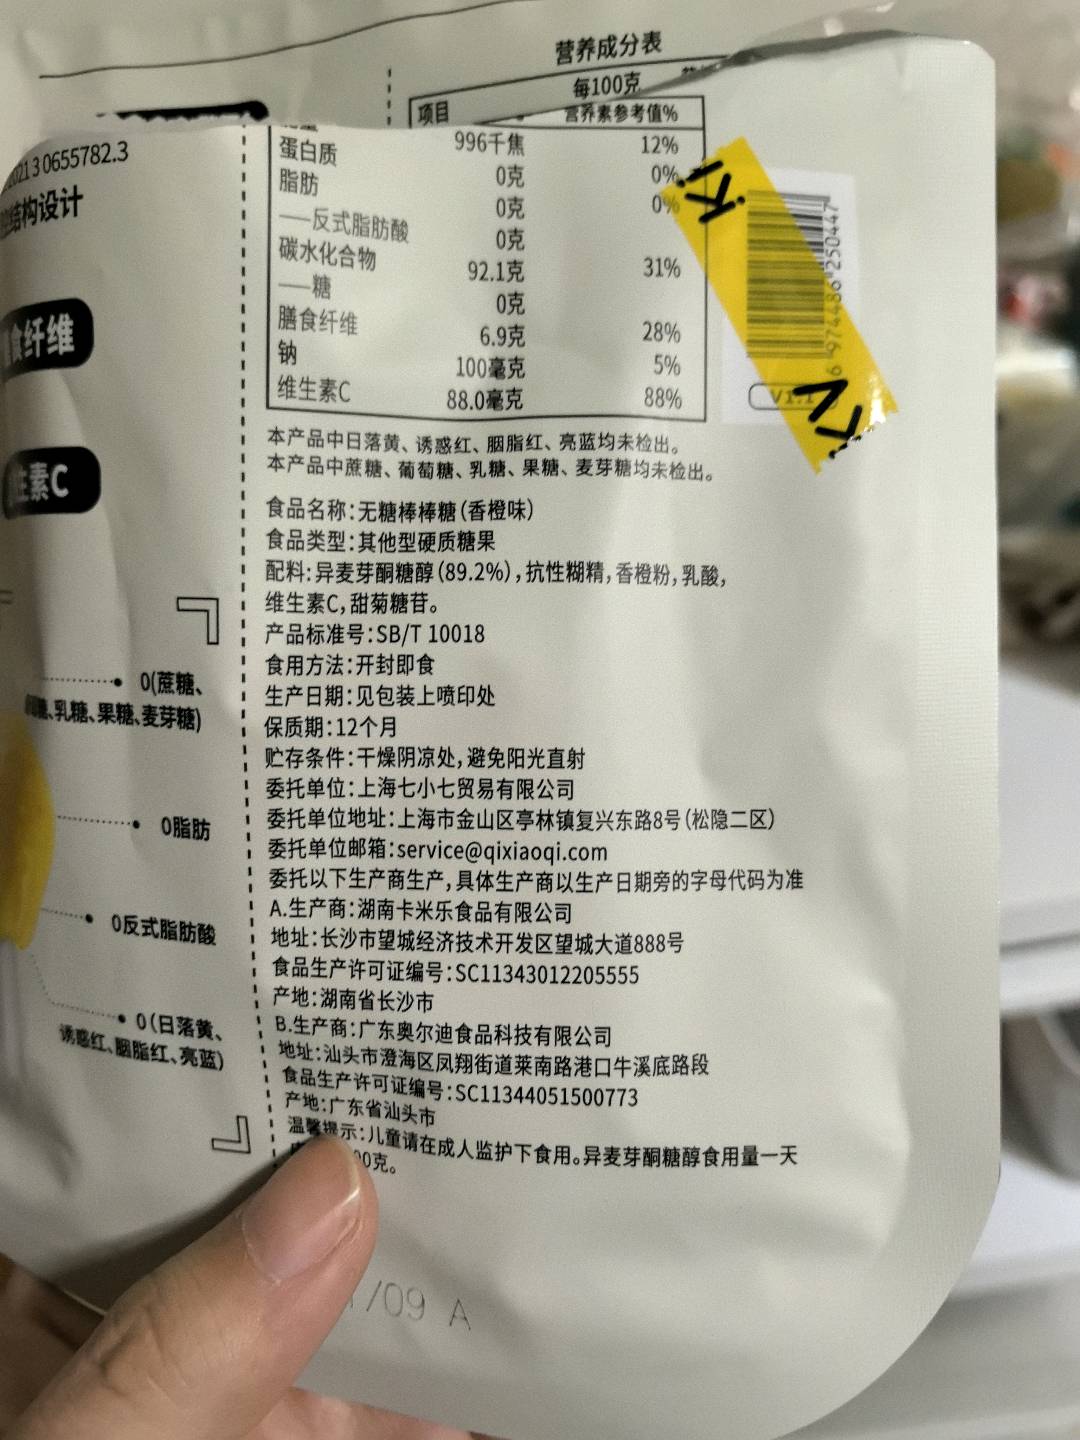 营养成分表
每100克
项目
营养素参考值%
996千焦 12%
蛋白质 0克 0%
脂肪 0克 0%
——反式脂肪酸 0克
碳水化合物 92.1克 31%
——糖 0克
膳食纤维 6.9克 28%
钠 100毫克 5%
维生素C 88.0毫克 88%
本产品中日落黄、诱惑红、胭脂红、亮蓝均未检出。
本产品中蔗糖、葡萄糖、乳糖、果糖、麦芽糖均未检出。
食品名称:无糖棒棒糖(香橙味)
食品类型:其他型硬质糖果
配料:异麦芽酮糖醇(89.2%),抗性糊精,香橙粉,乳酸,
维生素C,甜菊糖苷。
产品标准号:SB/T 10018
食用方法:开封即食
生产日期:见包装上喷印处
保质期:12个月
贮存条件:干燥阴凉处,避免阳光直射
委托单位:上海七小七贸易有限公司
委托单位地址:上海市金山区亭林镇复兴东路8号(松隐二区)
委托单位邮箱:service@qixiaoqi.com
委托以下生产商生产,具体生产商以生产日期旁的字母代码为准
A.生产商:湖南卡米乐食品有限公司
地址:长沙市望城经济技术开发区望城大道888号
食品生产许可证编号:SC11343012205555
产地:湖南省长沙市
B.生产商:广东奥尔迪食品科技有限公司
地址:汕头市澄海区凤翔街道莱南路港口牛溪底路段
食品生产许可证编号:SC11344051500773
产地:广东省汕头市
温馨提示:儿童请在成人监护下食用。异麦芽酮糖醇食用量一天
00克。
/09 A
2021 3 0655782.3
结构设计
食纤维
生素C
0(蔗糖、
糖、乳糖、果糖、麦芽糖)
0脂肪
0反式脂肪酸
0(日落黄、
诱惑红、胭脂红、亮蓝)
6 974486 250447
V1.1